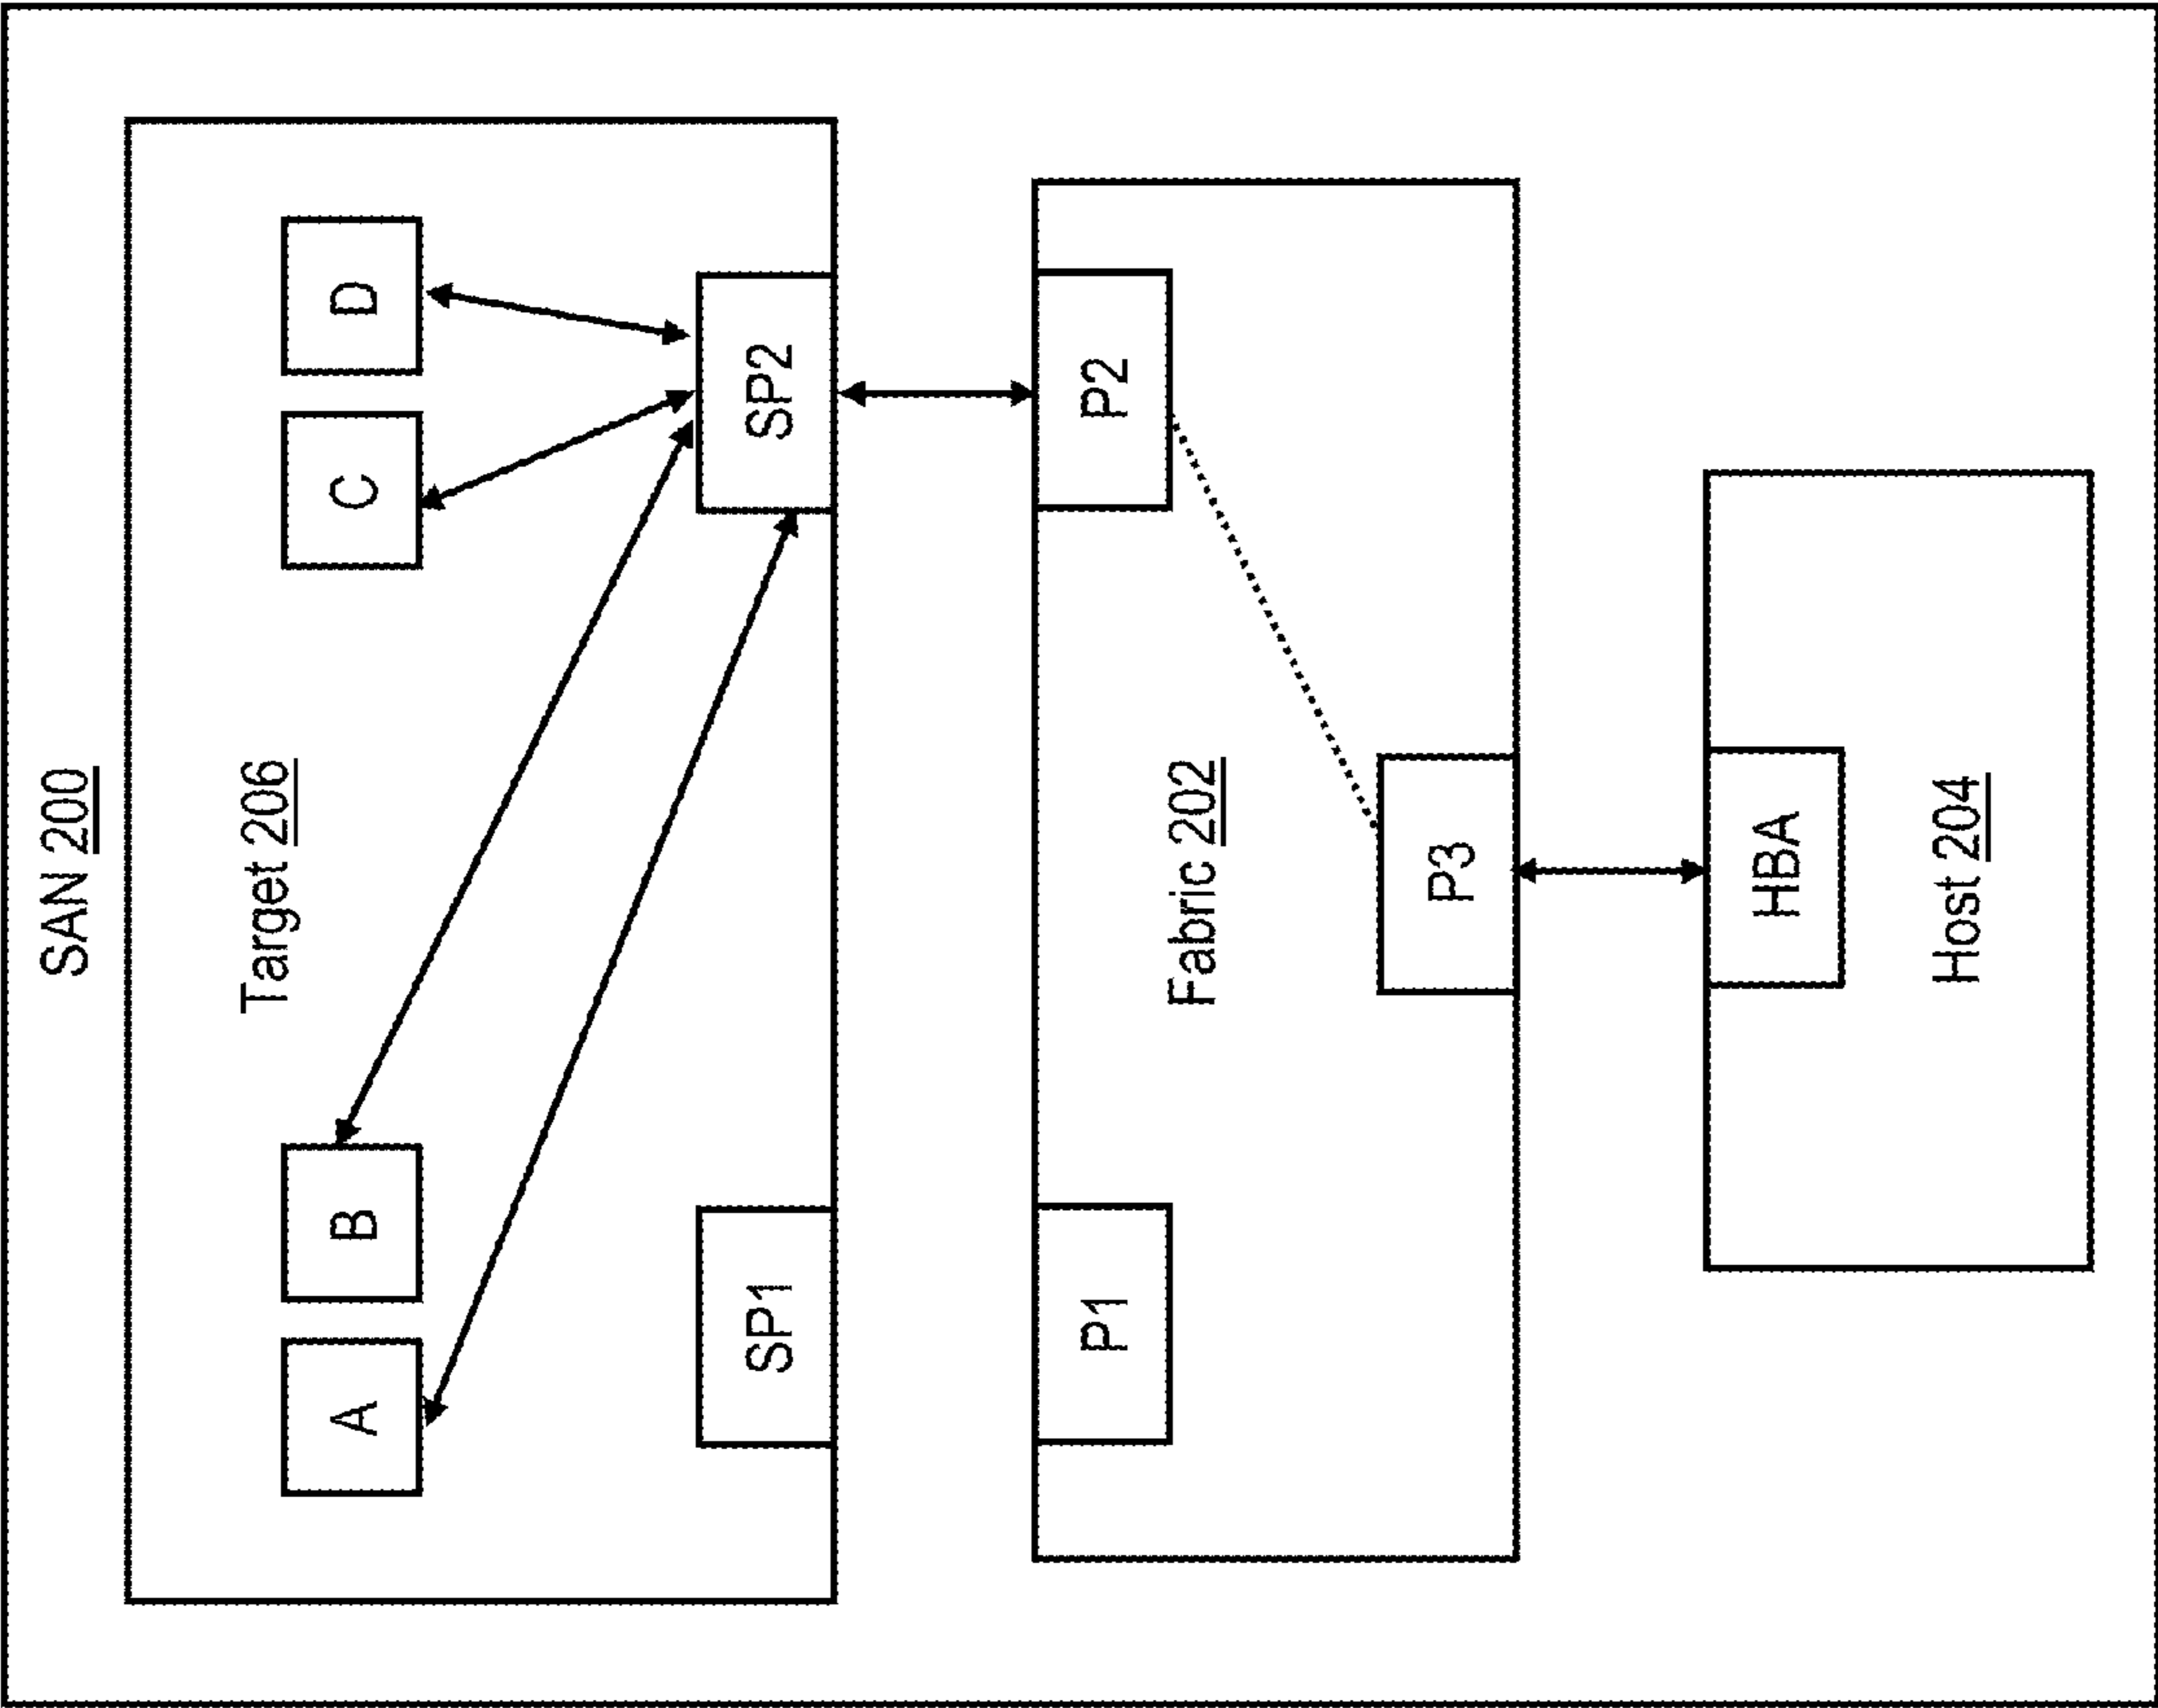 SAN 200
Target 206
A
B
C
D
SP1
SP2
P1
P2
Fabric 202
P3
HBA
Host 204